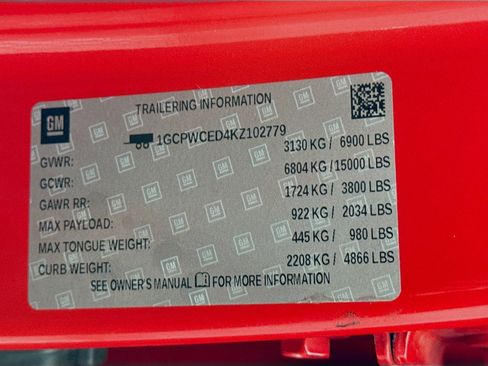 GM
TRAILERING INFORMATION
1GCPWCED4KZ102779
GVWR: 3130 KG / 6900 LBS
GCWR: 6804 KG / 15000 LBS
GAWR RR: 1724 KG / 3800 LBS
MAX PAYLOAD: 922 KG / 2034 LBS
MAX TONGUE WEIGHT: 445 KG / 980 LBS
CURB WEIGHT: 2208 KG / 4866 LBS
SEE OWNER'S MANUAL FOR MORE INFORMATION